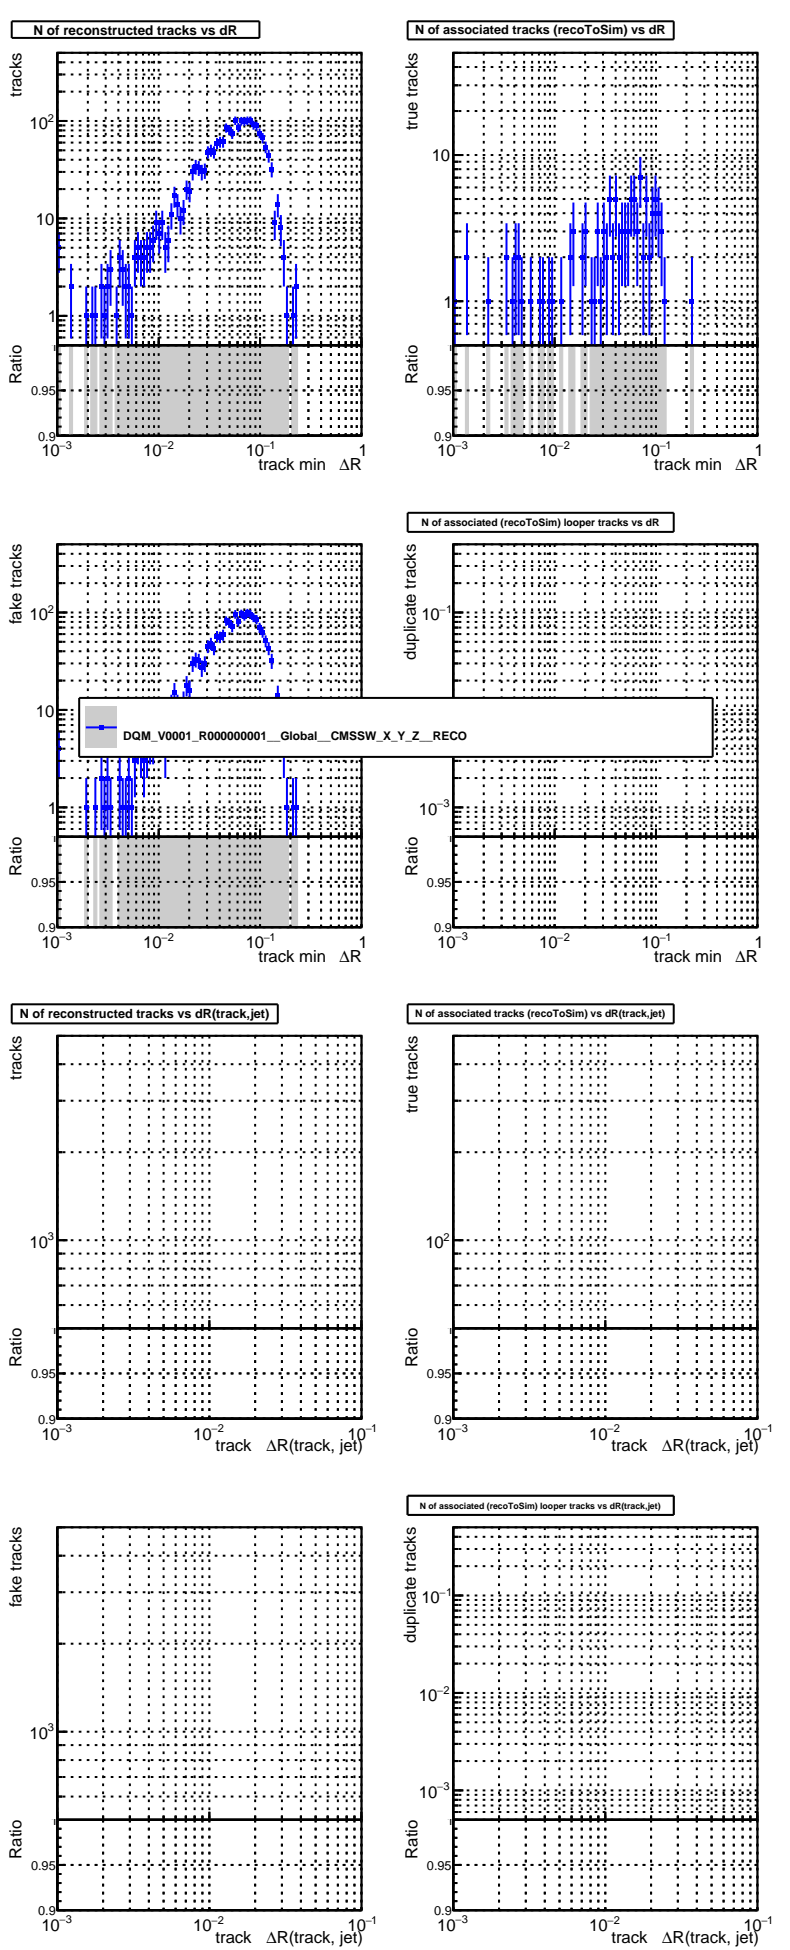 N of reconstructed tracks vs dR
tracks
10²
10
1
Ratio
0.95
0.9
10⁻³ 10⁻² 10⁻¹ 1
track min ΔR
N of associated tracks (recoToSim) vs dR
true tracks
10
1
Ratio
0.95
0.9
10⁻³ 10⁻² 10⁻¹ 1
track min ΔR
fake tracks
10²
10
1
Ratio
0.95
0.9
10⁻³ 10⁻² 10⁻¹ 1
track min ΔR
N of associated (recoToSim) looper tracks vs dR
duplicate tracks
10⁻¹
10⁻³
Ratio
0.95
0.9
10⁻³ 10⁻² 10⁻¹ 1
track min ΔR
DQM_V0001_R000000001__Global__CMSSW_X_Y_Z__RECO
N of reconstructed tracks vs dR(track,jet)
tracks
10³
Ratio
0.95
0.9
10⁻³ 10⁻² 10⁻¹
track ΔR(track, jet)
N of associated tracks (recoToSim) vs dR(track,jet)
true tracks
10²
Ratio
0.95
0.9
10⁻³ 10⁻² 10⁻¹
track ΔR(track, jet)
fake tracks
10³
Ratio
0.95
0.9
10⁻³ 10⁻² 10⁻¹
track ΔR(track, jet)
N of associated (recoToSim) looper tracks vs dR(track,jet)
duplicate tracks
10⁻¹
10⁻²
10⁻³
Ratio
0.95
0.9
10⁻³ 10⁻² 10⁻¹
track ΔR(track, jet)